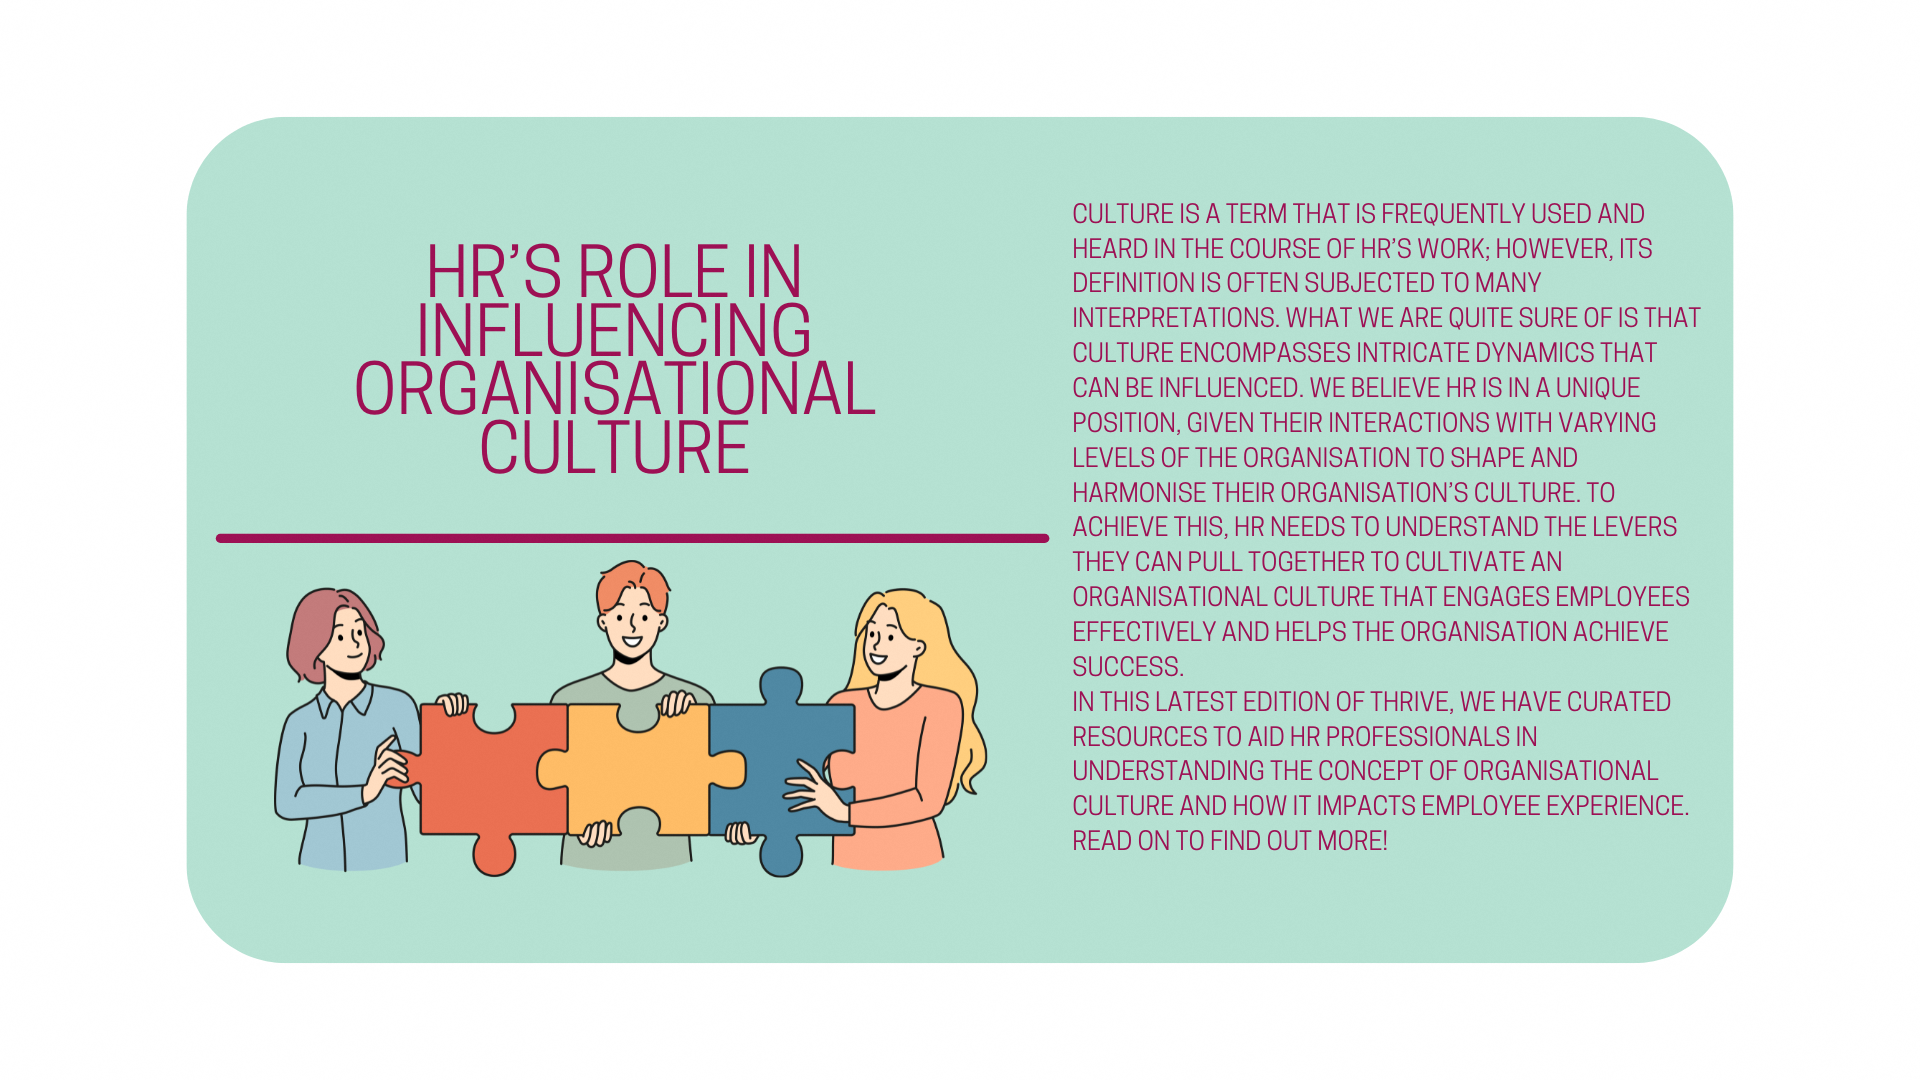 HR’S ROLE IN
INFLUENCING
ORGANISATIONAL
CULTURE
CULTURE IS A TERM THAT IS FREQUENTLY USED AND
HEARD IN THE COURSE OF HR’S WORK; HOWEVER, ITS
DEFINITION IS OFTEN SUBJECTED TO MANY
INTERPRETATIONS. WHAT WE ARE QUITE SURE OF IS THAT
CULTURE ENCOMPASSES INTRICATE DYNAMICS THAT
CAN BE INFLUENCED. WE BELIEVE HR IS IN A UNIQUE
POSITION, GIVEN THEIR INTERACTIONS WITH VARYING
LEVELS OF THE ORGANISATION TO SHAPE AND
HARMONISE THEIR ORGANISATION’S CULTURE. TO
ACHIEVE THIS, HR NEEDS TO UNDERSTAND THE LEVERS
THEY CAN PULL TOGETHER TO CULTIVATE AN
ORGANISATIONAL CULTURE THAT ENGAGES EMPLOYEES
EFFECTIVELY AND HELPS THE ORGANISATION ACHIEVE
SUCCESS.
IN THIS LATEST EDITION OF THRIVE, WE HAVE CURATED
RESOURCES TO AID HR PROFESSIONALS IN
UNDERSTANDING THE CONCEPT OF ORGANISATIONAL
CULTURE AND HOW IT IMPACTS EMPLOYEE EXPERIENCE.
READ ON TO FIND OUT MORE!